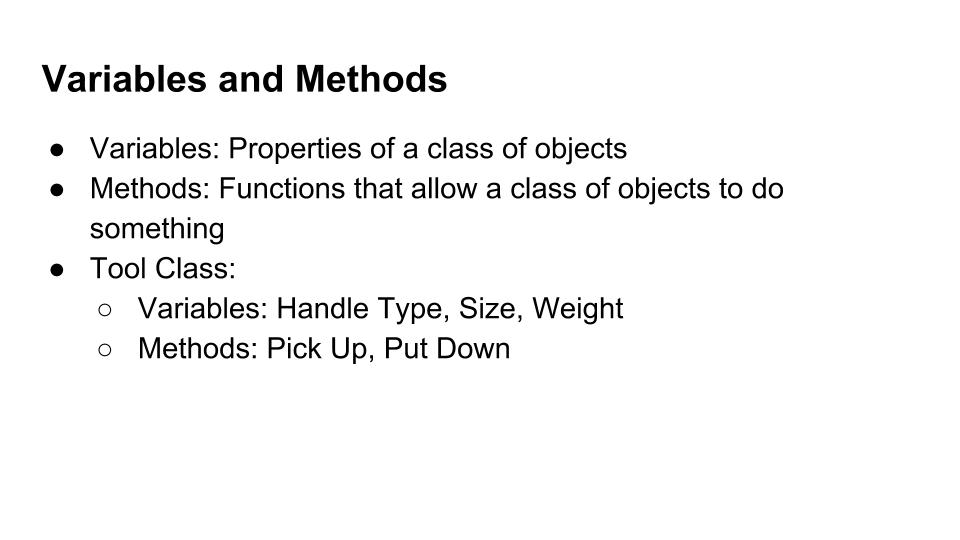 Variables and Methods
● Variables: Properties of a class of objects
● Methods: Functions that allow a class of objects to do
something
● Tool Class:
○ Variables: Handle Type, Size, Weight
○ Methods: Pick Up, Put Down